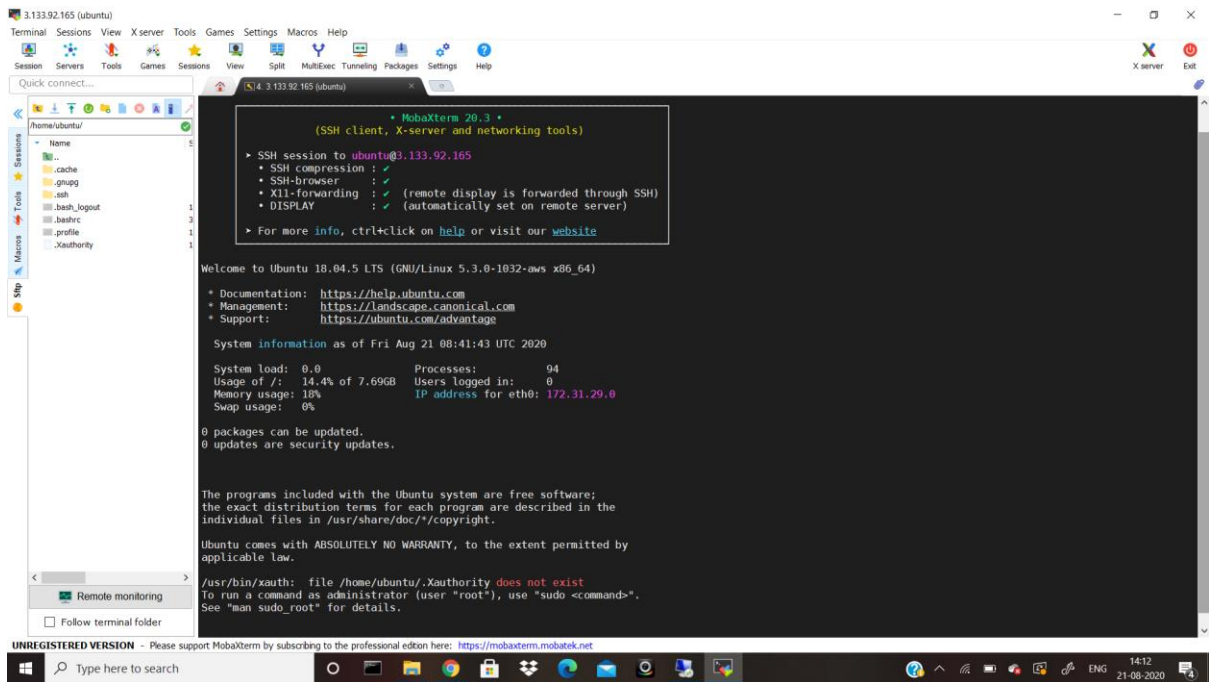 3.133.92.165 (ubuntu)
Terminal Sessions View X server Tools Games Settings Macros Help
Session Servers Tools Games Sessions View Split MultiExec Tunneling Packages Settings Help X server Exit
Quick connect...
4. 3.133.92.165 (ubuntu)
/home/ubuntu/
Name S
..
.cache
.gnupg
.ssh
.bash_logout 1
.bashrc 3
.profile 1
.Xauthority 1
Sessions
Tools
Macros
Sftp
• MobaXterm 20.3 •
(SSH client, X-server and networking tools)
➤ SSH session to ubuntu@3.133.92.165
• SSH compression : ✔
• SSH-browser : ✔
• X11-forwarding : ✔ (remote display is forwarded through SSH)
• DISPLAY : ✔ (automatically set on remote server)
➤ For more info, ctrl+click on help or visit our website
Welcome to Ubuntu 18.04.5 LTS (GNU/Linux 5.3.0-1032-aws x86_64)
* Documentation: https://help.ubuntu.com
* Management: https://landscape.canonical.com
* Support: https://ubuntu.com/advantage
System information as of Fri Aug 21 08:41:43 UTC 2020
System load: 0.0 Processes: 94
Usage of /: 14.4% of 7.69GB Users logged in: 0
Memory usage: 18% IP address for eth0: 172.31.29.0
Swap usage: 0%
0 packages can be updated.
0 updates are security updates.
The programs included with the Ubuntu system are free software;
the exact distribution terms for each program are described in the
individual files in /usr/share/doc/*/copyright.
Ubuntu comes with ABSOLUTELY NO WARRANTY, to the extent permitted by
applicable law.
/usr/bin/xauth: file /home/ubuntu/.Xauthority does not exist
To run a command as administrator (user "root"), use "sudo <command>".
See "man sudo_root" for details.
Remote monitoring
Follow terminal folder
UNREGISTERED VERSION - Please support MobaXterm by subscribing to the professional edition here: https://mobaxterm.mobatek.net
Type here to search
ENG
14:12
21-08-2020
4